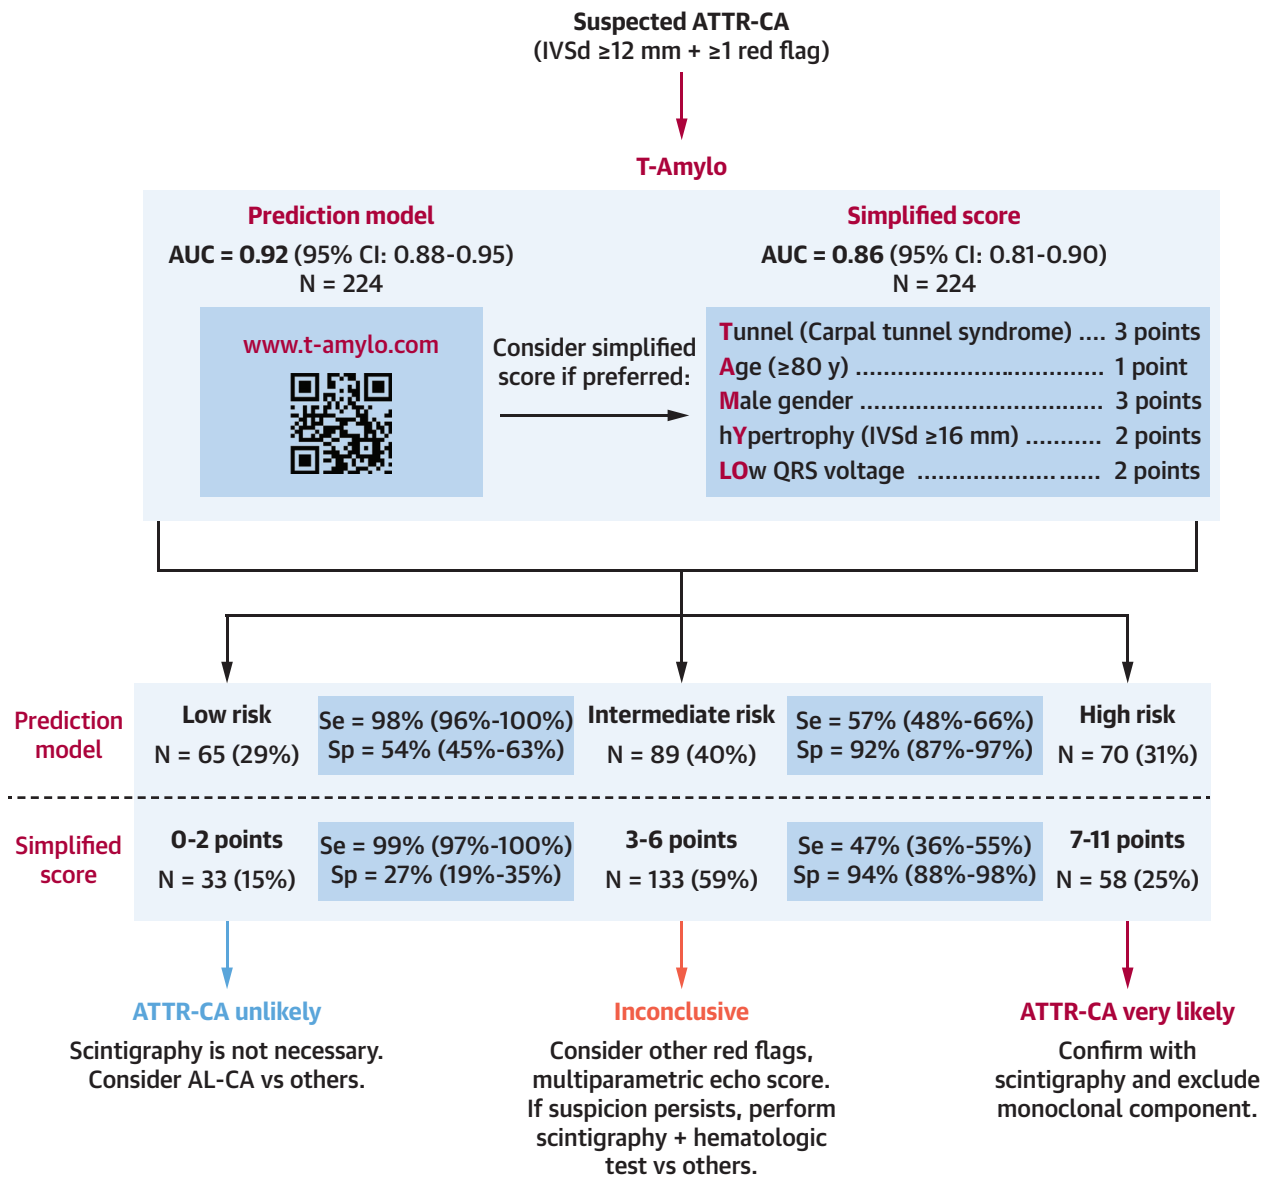 Suspected ATTR-CA
(IVSd ≥12 mm + ≥1 red flag)
T-Amylo
Prediction model
AUC = 0.92 (95% CI: 0.88-0.95)
N = 224
www.t-amylo.com
Consider simplified
score if preferred:
Simplified score
AUC = 0.86 (95% CI: 0.81-0.90)
N = 224
Tunnel (Carpal tunnel syndrome) .... 3 points
Age (≥80 y) .................................... 1 point
Male gender ................................... 3 points
hYpertrophy (IVSd ≥16 mm) ........... 2 points
LOw QRS voltage .......................... 2 points
Prediction
model
Low risk
N = 65 (29%)
Se = 98% (96%-100%)
Sp = 54% (45%-63%)
Intermediate risk
N = 89 (40%)
Se = 57% (48%-66%)
Sp = 92% (87%-97%)
High risk
N = 70 (31%)
Simplified
score
0-2 points
N = 33 (15%)
Se = 99% (97%-100%)
Sp = 27% (19%-35%)
3-6 points
N = 133 (59%)
Se = 47% (36%-55%)
Sp = 94% (88%-98%)
7-11 points
N = 58 (25%)
ATTR-CA unlikely
Scintigraphy is not necessary.
Consider AL-CA vs others.
Inconclusive
Consider other red flags,
multiparametric echo score.
If suspicion persists, perform
scintigraphy + hematologic
test vs others.
ATTR-CA very likely
Confirm with
scintigraphy and exclude
monoclonal component.